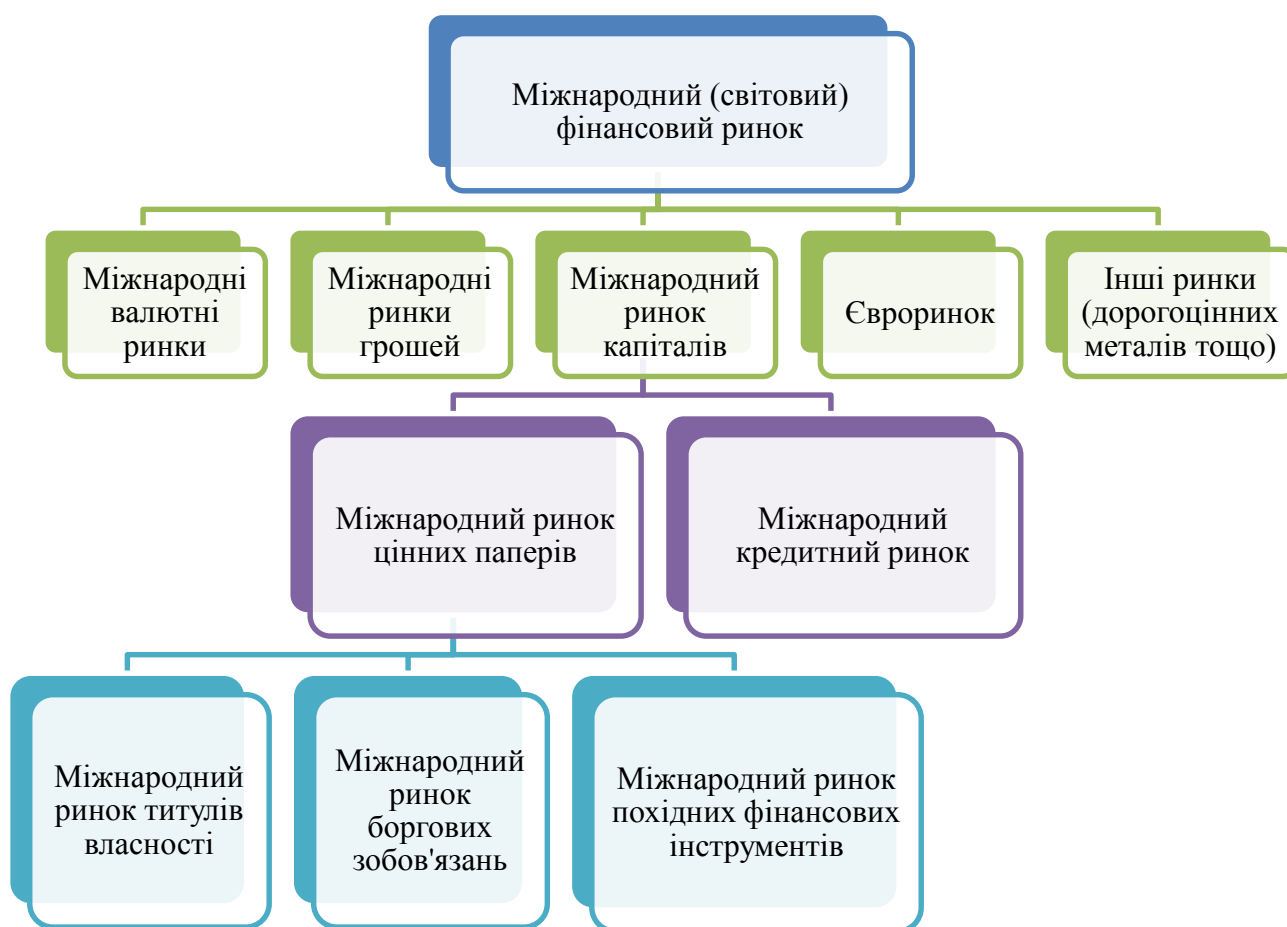 Міжнародний (світовий)
фінансовий ринок
Міжнародні
валютні
ринки
Міжнародні
ринки
грошей
Міжнародний
ринок
капіталів
Євроринок
Інші ринки
(дорогоцінних
металів тощо)
Міжнародний ринок
цінних паперів
Міжнародний
кредитний ринок
Міжнародний
ринок титулів
власності
Міжнародний
ринок
боргових
зобов'язань
Міжнародний ринок
похідних фінансових
інструментів